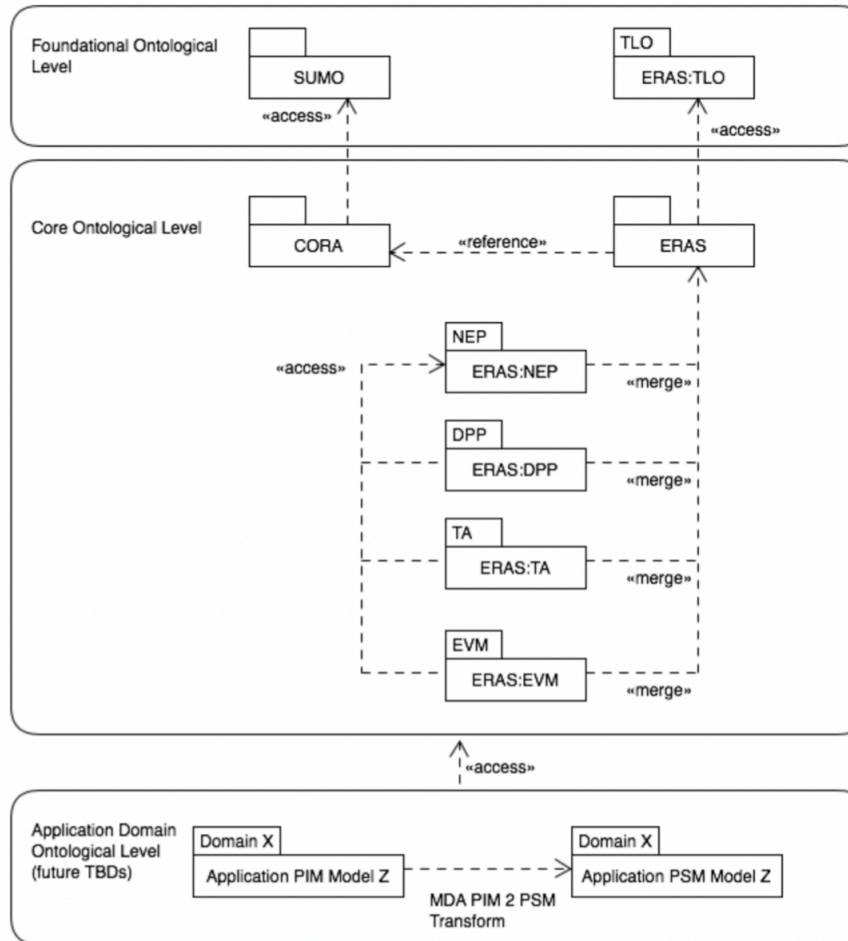 Foundational Ontological
Level
SUMO
TLO
ERAS:TLO
«access»
«access»
Core Ontological Level
CORA
«reference»
ERAS
NEP
«access»
ERAS:NEP
«merge»
DPP
ERAS:DPP
«merge»
TA
ERAS:TA
«merge»
EVM
ERAS:EVM
«merge»
«access»
Application Domain
Ontological Level
(future TBDs)
Domain X
Application PIM Model Z
Domain X
Application PSM Model Z
MDA PIM 2 PSM
Transform